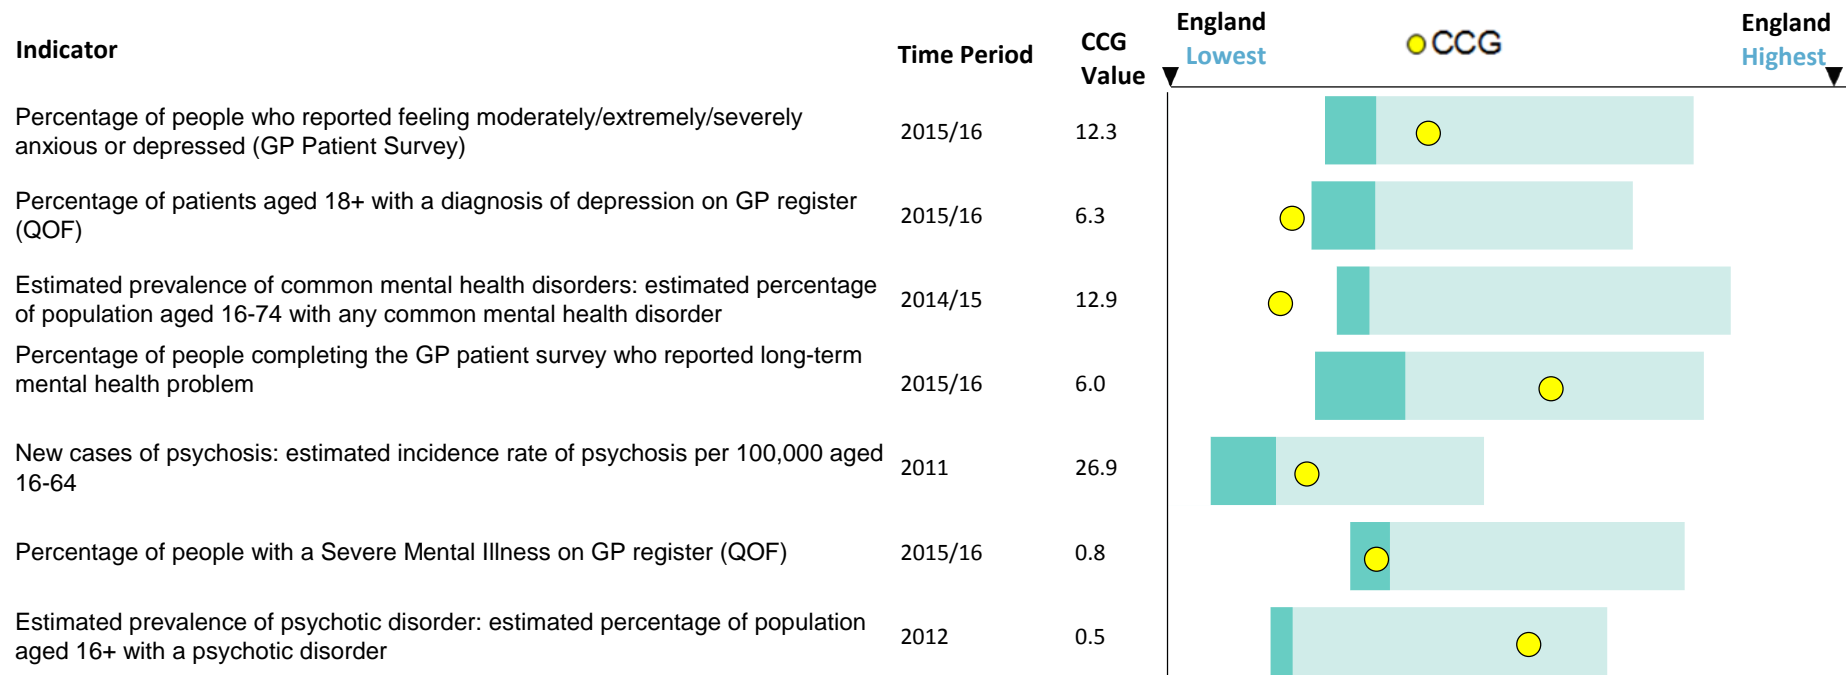 Indicator
Time Period
CCG
Value
England
Lowest
CCG
England
Highest
Percentage of people who reported feeling moderately/extremely/severely
anxious or depressed (GP Patient Survey)
2015/16
12.3
Percentage of patients aged 18+ with a diagnosis of depression on GP register
(QOF)
2015/16
6.3
Estimated prevalence of common mental health disorders: estimated percentage
of population aged 16-74 with any common mental health disorder
2014/15
12.9
Percentage of people completing the GP patient survey who reported long-term
mental health problem
2015/16
6.0
New cases of psychosis: estimated incidence rate of psychosis per 100,000 aged
16-64
2011
26.9
Percentage of people with a Severe Mental Illness on GP register (QOF)
2015/16
0.8
Estimated prevalence of psychotic disorder: estimated percentage of population
aged 16+ with a psychotic disorder
2012
0.5